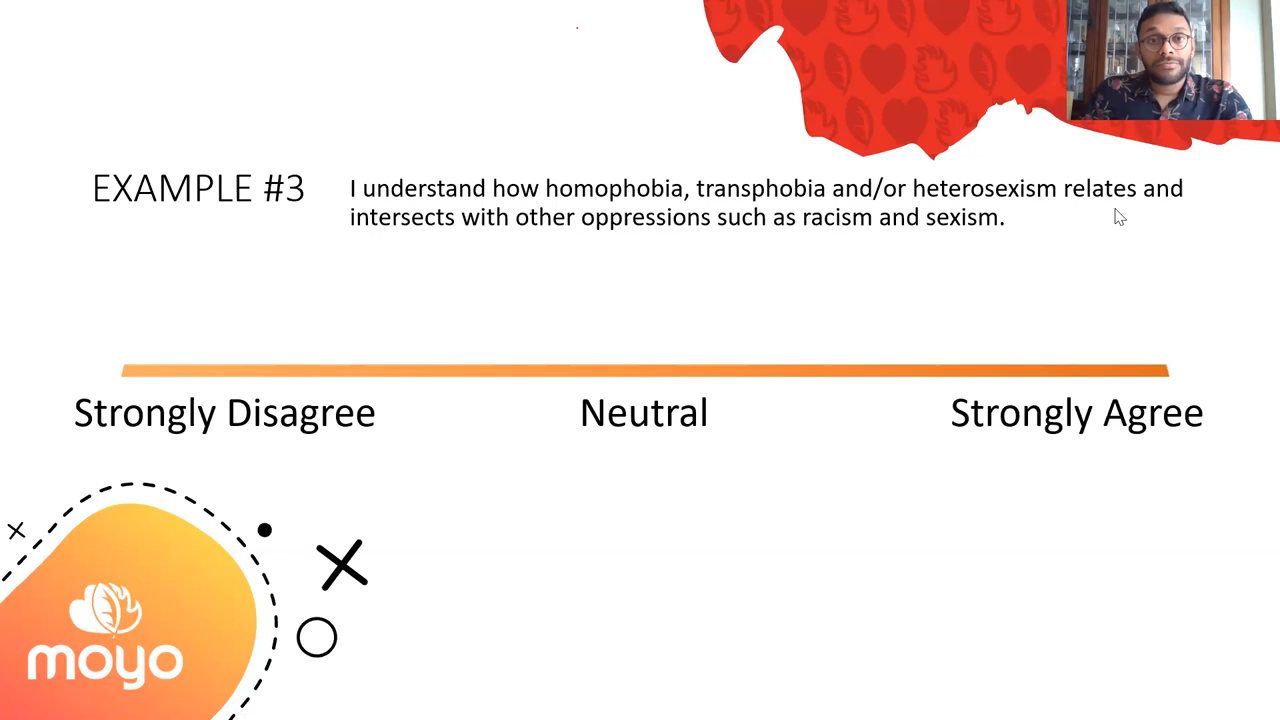 EXAMPLE #3
I understand how homophobia, transphobia and/or heterosexism relates and
intersects with other oppressions such as racism and sexism.
Strongly Disagree
Neutral
Strongly Agree
moyo